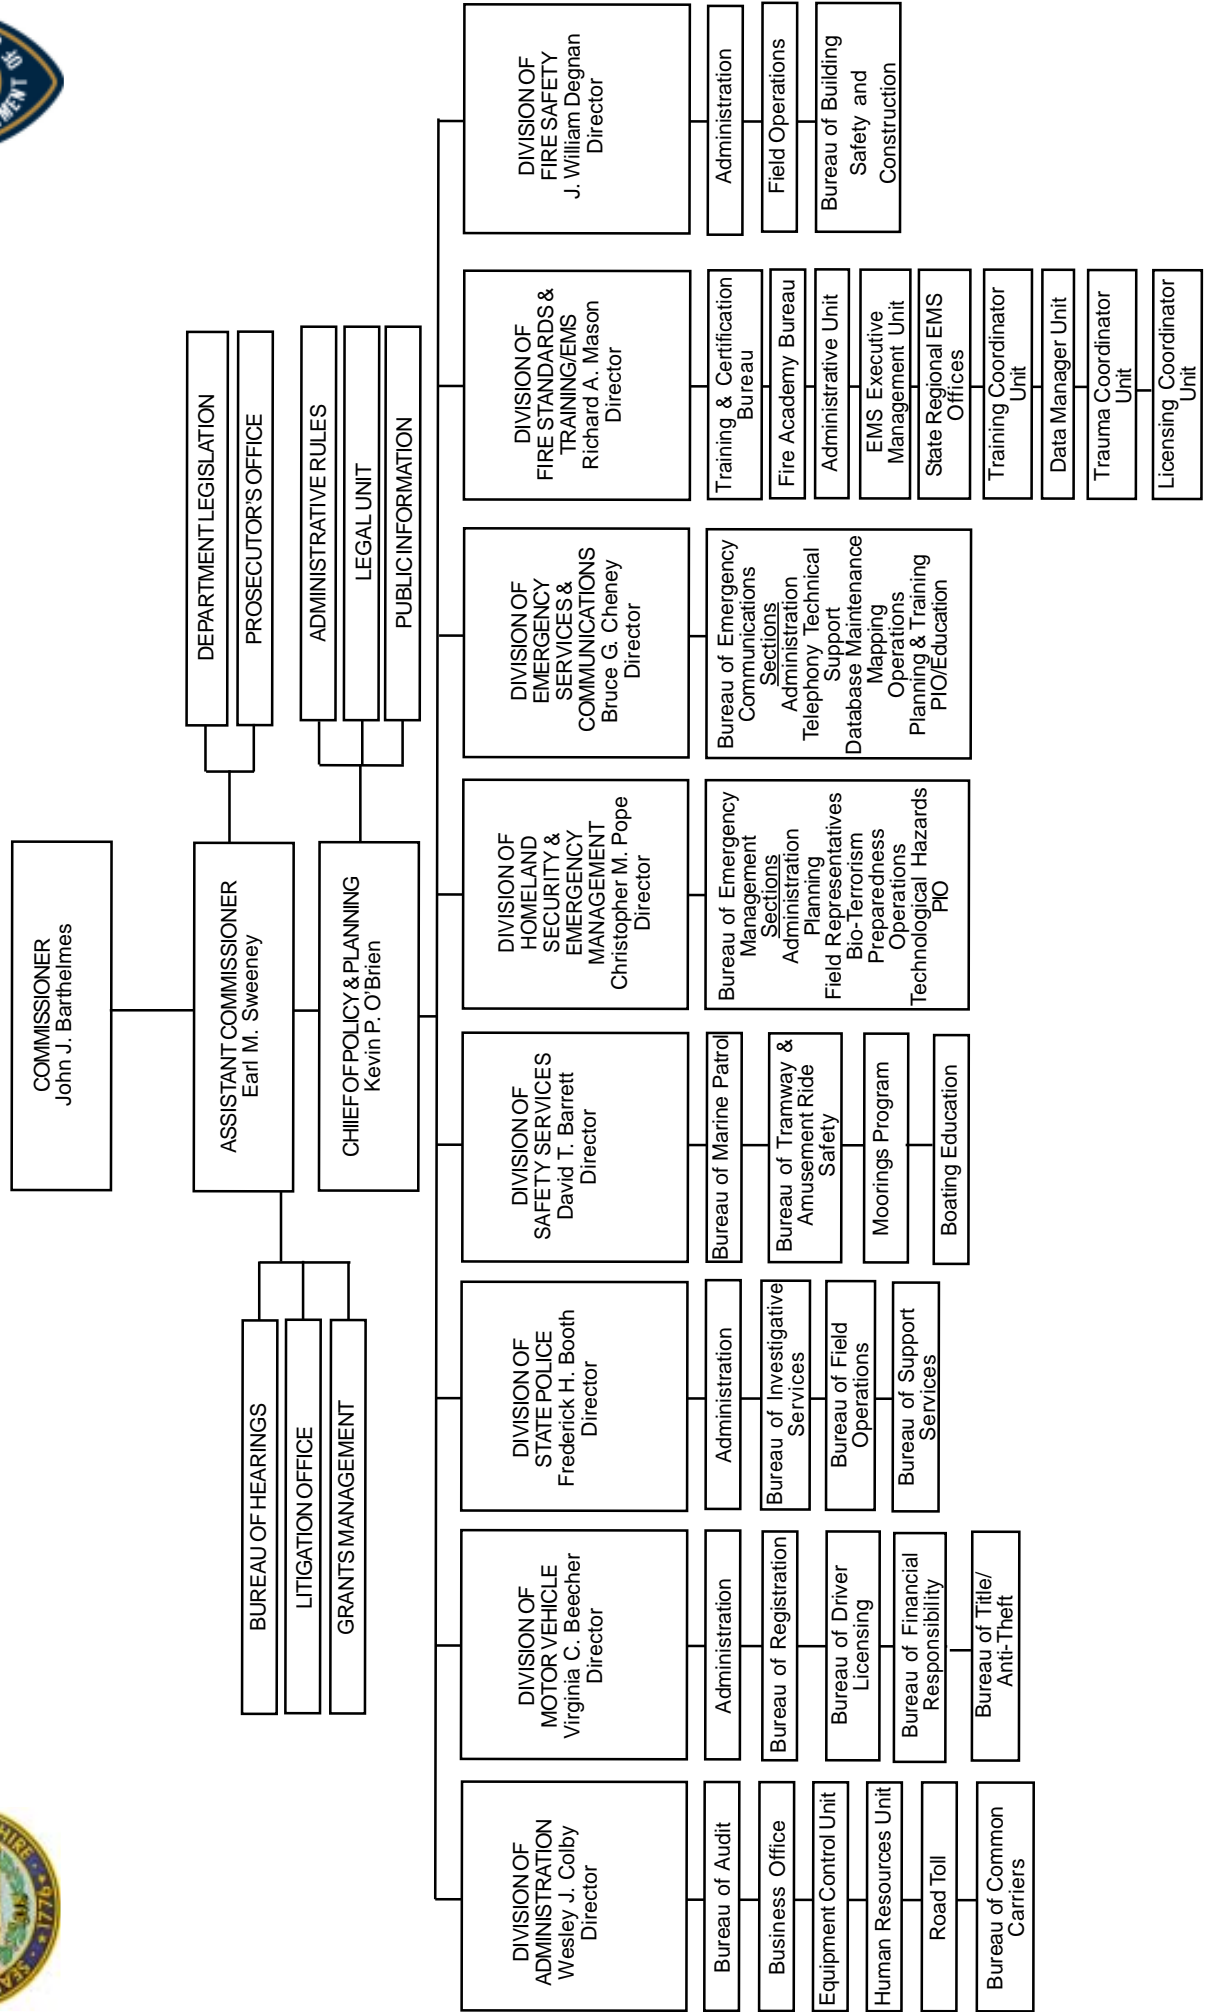 COMMISSIONER
John J. Barthelmes
ASSISTANT COMMISSIONER
Earl M. Sweeney
CHIIEF OF POLICY & PLANNING
Kevin P. O'Brien
BUREAU OF HEARINGS
LITIGATION OFFICE
GRANTS MANAGEMENT
DEPARTMENT LEGISLATION
PROSECUTOR'S OFFICE
ADMINISTRATIVE RULES
LEGAL UNIT
PUBLIC INFORMATION
DIVISION OF
ADMINISTRATION
Wesley J. Colby
Director
Bureau of Audit
Business Office
Equipment Control Unit
Human Resources Unit
Road Toll
Bureau of Common
Carriers
DIVISION OF
MOTOR VEHICLE
Virginia C. Beecher
Director
Administration
Bureau of Registration
Bureau of Driver
Licensing
Bureau of Financial
Responsibility
Bureau of Title/
Anti-Theft
DIVISION OF
STATE POLICE
Frederick H. Booth
Director
Administration
Bureau of Investigative
Services
Bureau of Field
Operations
Bureau of Support
Services
DIVISION OF
SAFETY SERVICES
David T. Barrett
Director
Bureau of Marine Patrol
Bureau of Tramway &
Amusement Ride
Safety
Moorings Program
Boating Education
DIVISION OF
HOMELAND
SECURITY &
EMERGENCY
MANAGEMENT
Christopher M. Pope
Director
Bureau of Emergency
Management
Sections
Administration
Planning
Field Representatives
Bio-Terrorism
Preparedness
Operations
Technological Hazards
PIO
DIVISION OF
EMERGENCY
SERVICES &
COMMUNICATIONS
Bruce G. Cheney
Director
Bureau of Emergency
Communications
Sections
Administration
Telephony Technical
Support
Database Maintenance
Mapping
Operations
Planning & Training
PIO/Education
DIVISION OF
FIRE STANDARDS &
TRAINING/EMS
Richard A. Mason
Director
Training & Certification
Bureau
Fire Academy Bureau
Administrative Unit
EMS Executive
Management Unit
State Regional EMS
Offices
Training Coordinator
Unit
Data Manager Unit
Trauma Coordinator
Unit
Licensing Coordinator
Unit
DIVISION OF
FIRE SAFETY
J. William Degnan
Director
Administration
Field Operations
Bureau of Building
Safety and
Construction
1776